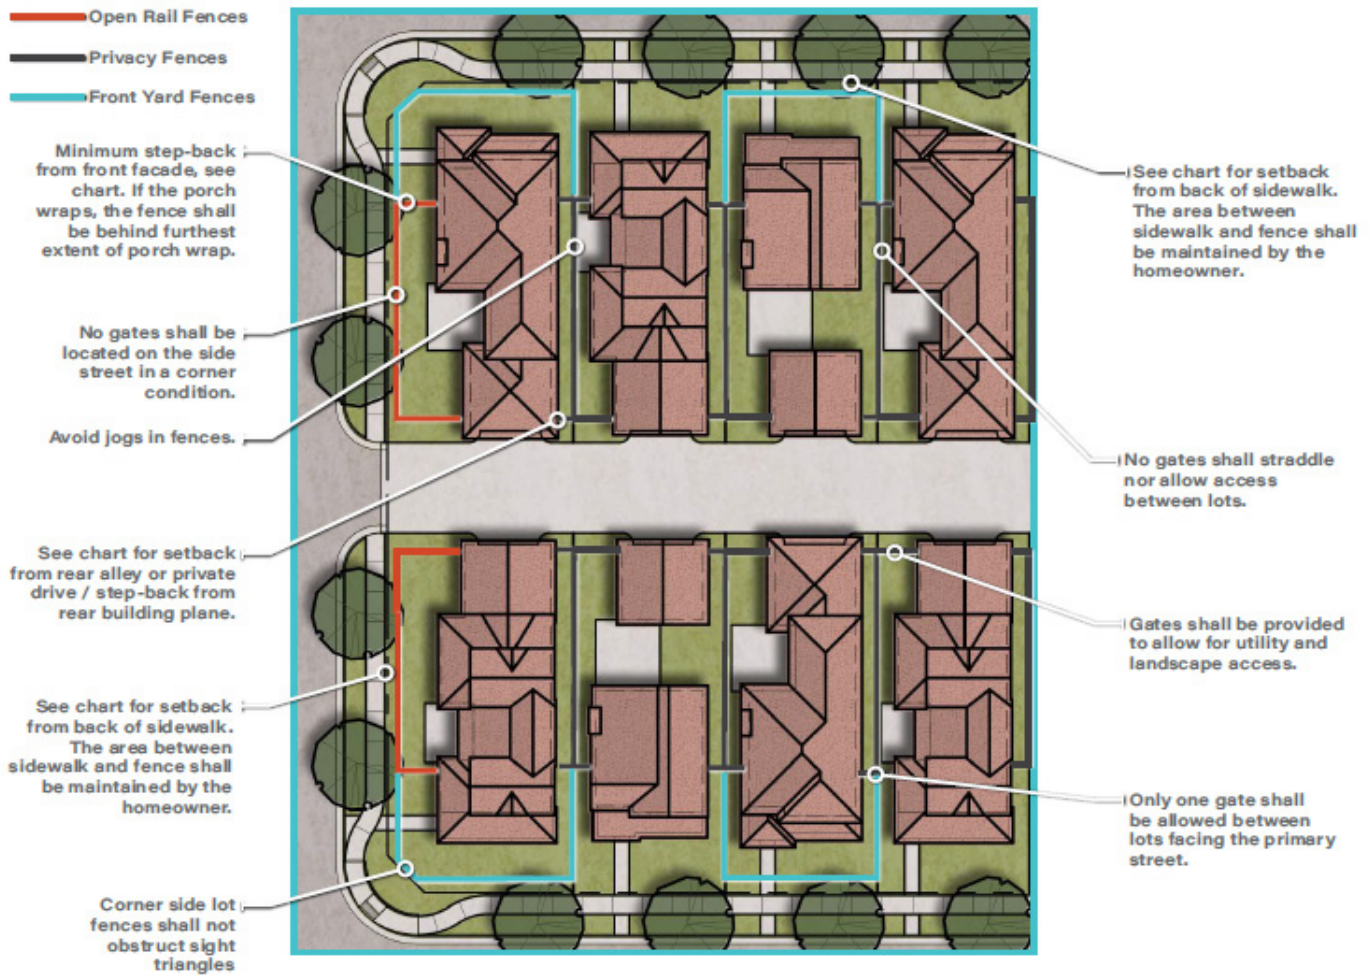 Open Rail Fences
Privacy Fences
Front Yard Fences
Minimum step-back
from front facade, see
chart. If the porch
wraps, the fence shall
be behind furthest
extent of porch wrap.
No gates shall be
located on the side
street in a corner
condition.
Avoid jogs in fences.
See chart for setback
from rear alley or private
drive / step-back from
rear building plane.
See chart for setback
from back of sidewalk.
The area between
sidewalk and fence shall
be maintained by the
homeowner.
Corner side lot
fences shall not
obstruct sight
triangles
See chart for setback
from back of sidewalk.
The area between
sidewalk and fence shall
be maintained by the
homeowner.
No gates shall straddle
nor allow access
between lots.
Gates shall be provided
to allow for utility and
landscape access.
Only one gate shall
be allowed between
lots facing the primary
street.